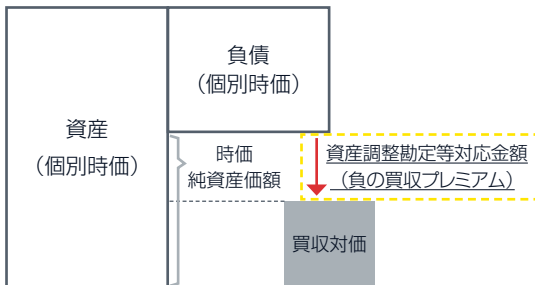 資産
（個別時価）
負債
（個別時価）
時価
純資産価額
資産調整勘定等対応金額
（負の買収プレミアム）
買収対価